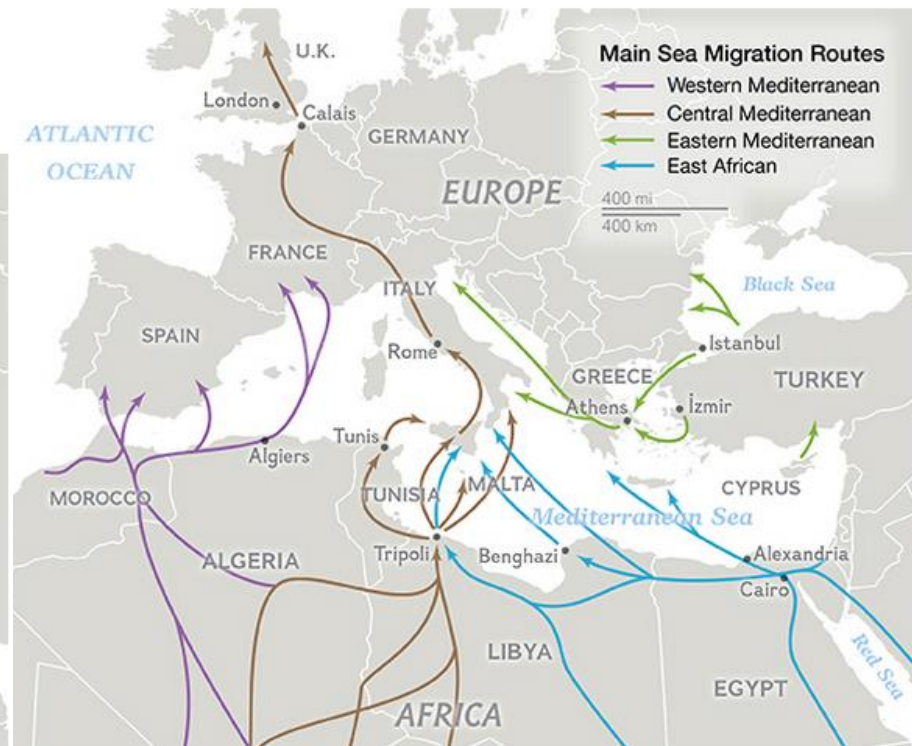 Main Sea Migration Routes
Western Mediterranean
Central Mediterranean
Eastern Mediterranean
East African
400 mi
400 km
U.K.
London
Calais
ATLANTIC
OCEAN
GERMANY
EUROPE
FRANCE
Black Sea
ITALY
SPAIN
Rome
Istanbul
GREECE
TURKEY
Athens
İzmir
Tunis
Algiers
MOROCCO
TUNISIA
MALTA
CYPRUS
Mediterranean Sea
ALGERIA
Tripoli
Benghazi
Alexandria
Cairo
LIBYA
Red Sea
EGYPT
AFRICA